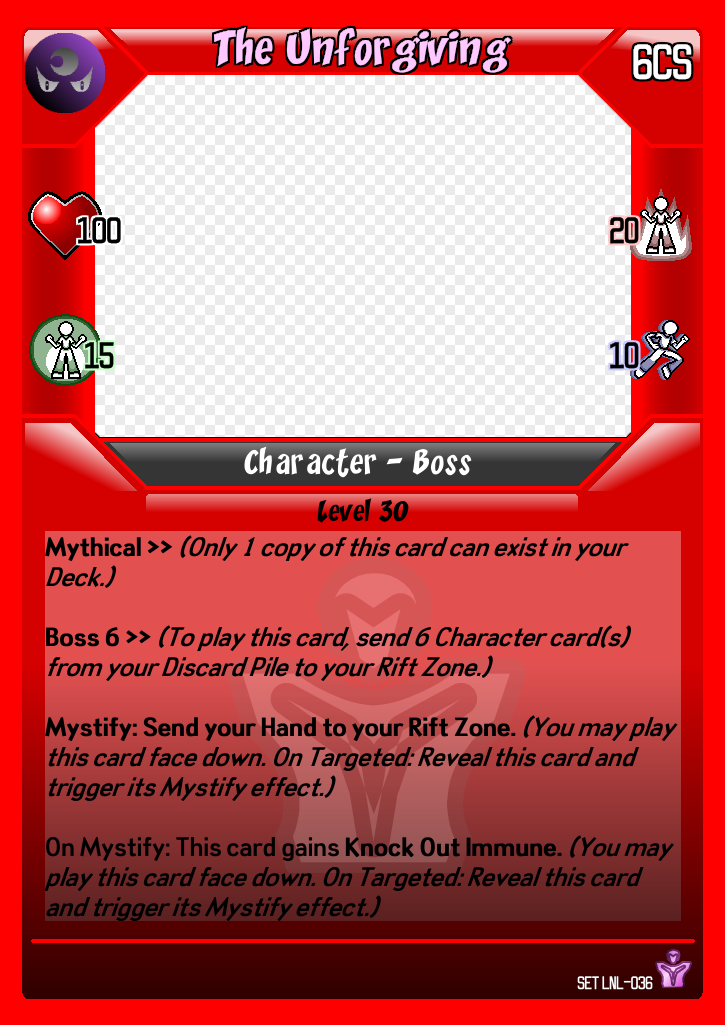 The Unforgiving
6CS
100
20
15
10
Character - Boss
Level 30
Mythical >> (Only 1 copy of this card can exist in your
Deck.)
Boss 6 >> (To play this card, send 6 Character card(s)
from your Discard Pile to your Rift Zone.)
Mystify: Send your Hand to your Rift Zone. (You may play
this card face down. On Targeted: Reveal this card and
trigger its Mystify effect.)
On Mystify: This card gains Knock Out Immune. (You may
play this card face down. On Targeted: Reveal this card
and trigger its Mystify effect.)
SET LNL-036